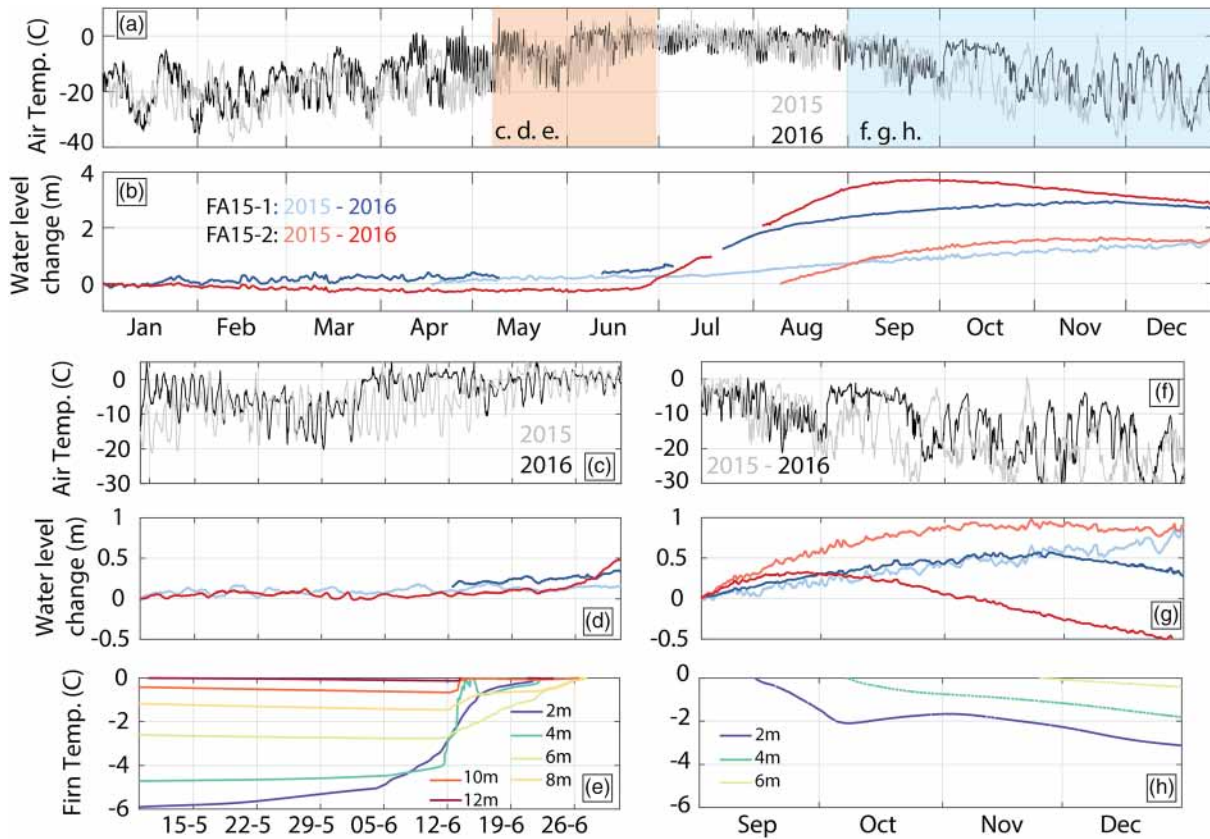 (a)
Air Temp. (C)
0
-20
-40
c. d. e.
2015
2016
f. g. h.
(b)
Water level
change (m)
4
2
0
FA15-1: 2015 - 2016
FA15-2: 2015 - 2016
Jan Feb Mar Apr May Jun Jul Aug Sep Oct Nov Dec
Air Temp. (C)
0
-10
-20
-30
2015
2016
(c)
0
-10
-20
-30
2015 - 2016
(f)
Water level
change (m)
1
0.5
0
-0.5
(d)
1
0.5
0
-0.5
(g)
Firn Temp. (C)
0
-2
-4
-6
2m
4m
6m
8m
10m
12m
(e)
15-5 22-5 29-5 05-6 12-6 19-6 26-6
0
-2
-4
-6
2m
4m
6m
(h)
Sep Oct Nov Dec